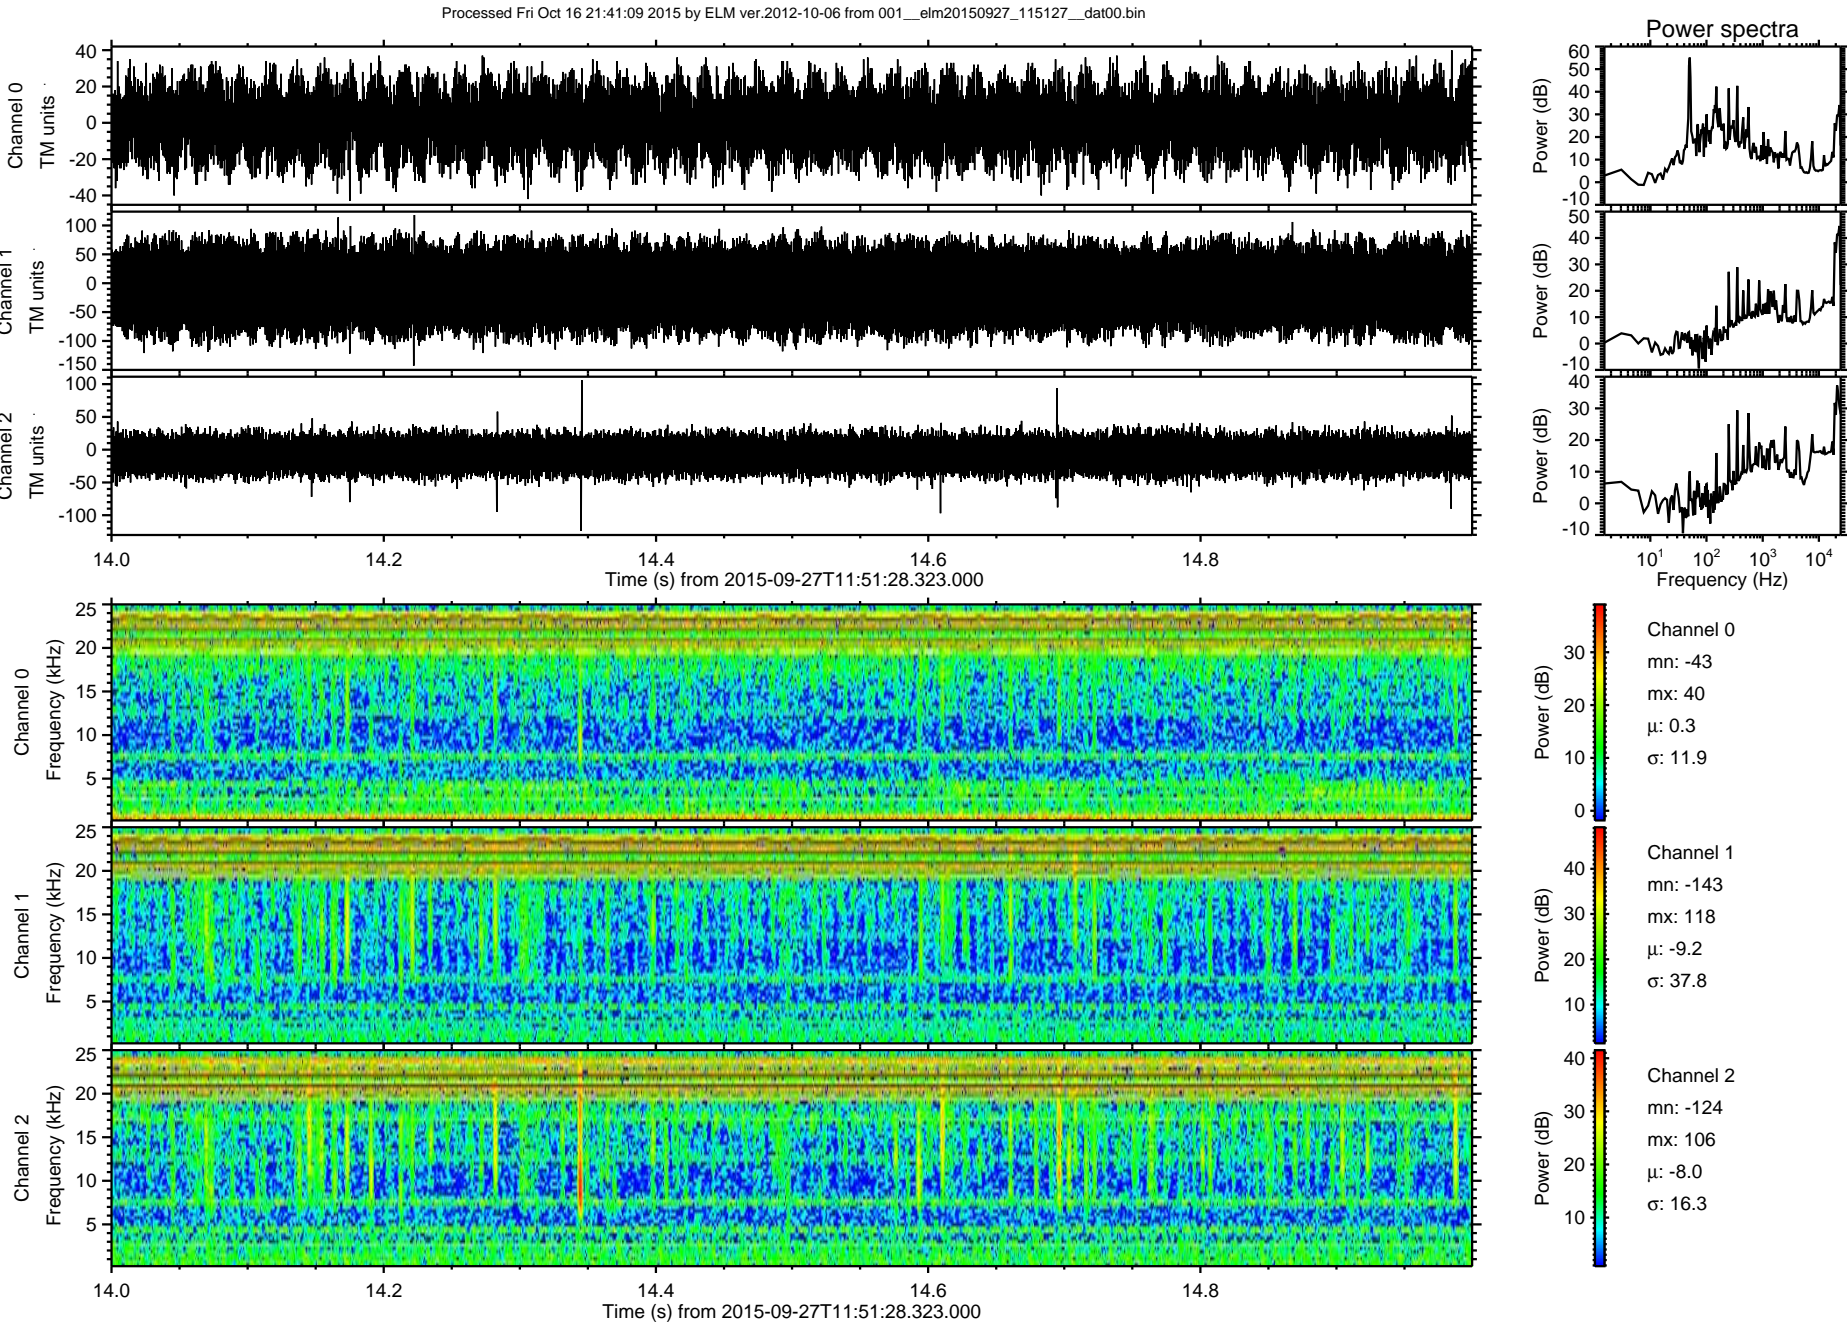 Processed Fri Oct 16 21:41:09 2015 by ELM ver.2012-10-06 from 001__elm20150927_115127__dat00.bin
Power spectra
Channel 0
TM units
40
20
0
-20
-40
Power (dB)
60
50
40
30
20
10
0
-10
Channel 1
TM units
100
50
0
-50
-100
-150
Power (dB)
50
40
30
20
10
0
-10
Channel 2
TM units
100
50
0
-50
-100
Power (dB)
40
30
20
10
0
-10
14.0 14.2 14.4 14.6 14.8
Time (s) from 2015-09-27T11:51:28.323.000
10^1 10^2 10^3 10^4
Frequency (Hz)
Channel 0
Frequency (kHz)
25
20
15
10
5
Power (dB)
30
20
10
0
Channel 0
mn: -43
mx: 40
μ: 0.3
σ: 11.9
Channel 1
Frequency (kHz)
25
20
15
10
5
Power (dB)
40
30
20
10
Channel 1
mn: -143
mx: 118
μ: -9.2
σ: 37.8
Channel 2
Frequency (kHz)
25
20
15
10
5
Power (dB)
40
30
20
10
Channel 2
mn: -124
mx: 106
μ: -8.0
σ: 16.3
14.0 14.2 14.4 14.6 14.8
Time (s) from 2015-09-27T11:51:28.323.000